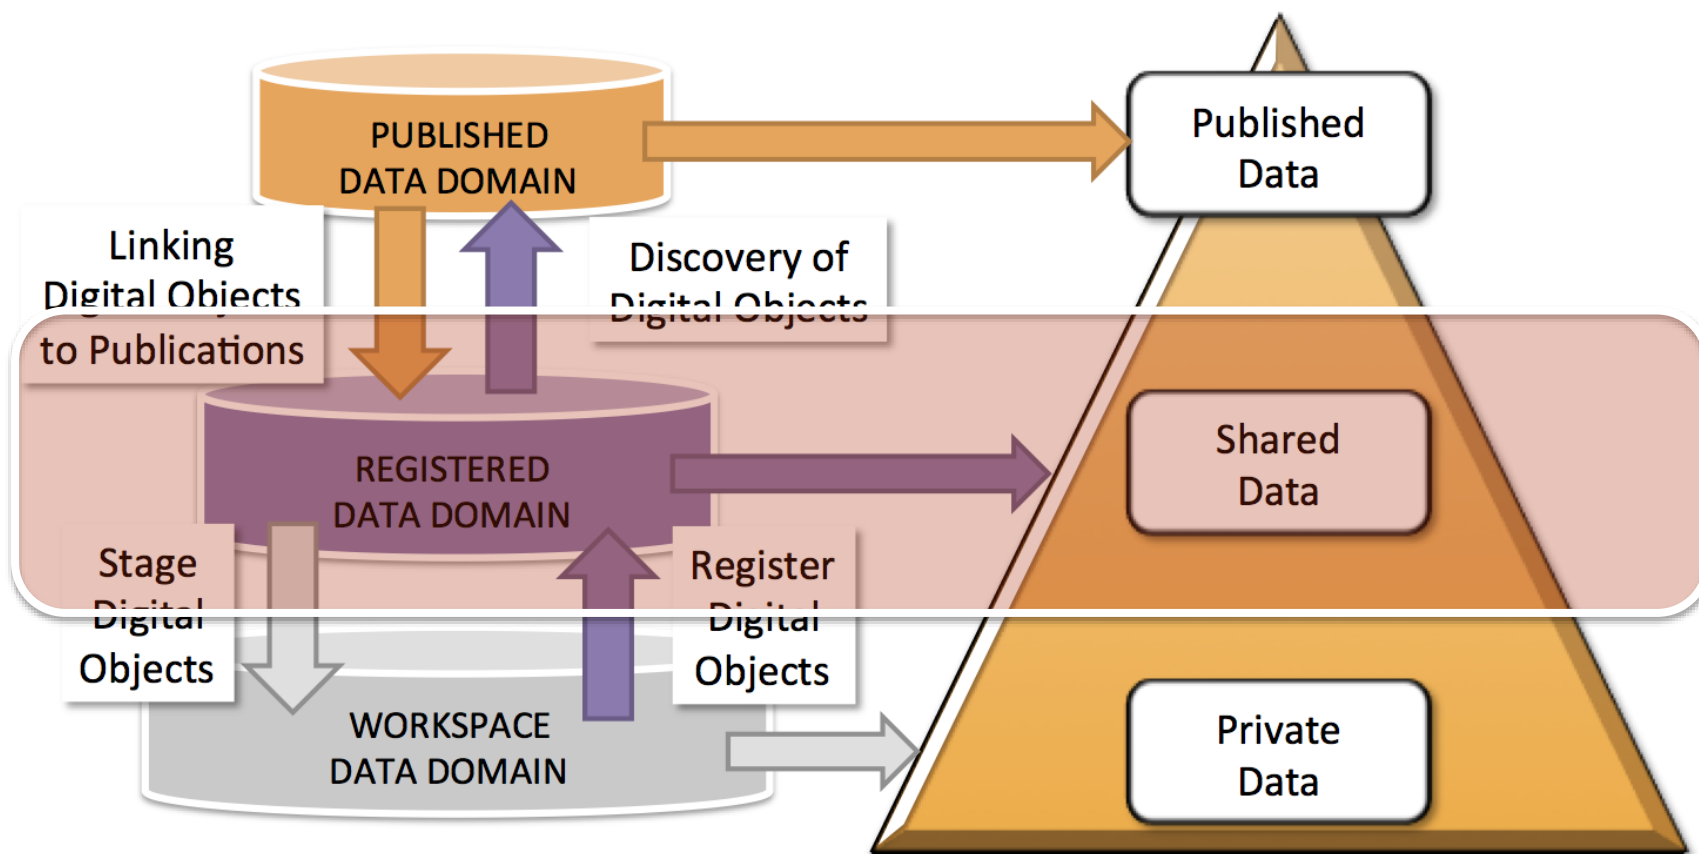 PUBLISHED
DATA DOMAIN
Published
Data
Linking
Digital Objects
to Publications
Discovery of
Digital Objects
REGISTERED
DATA DOMAIN
Shared
Data
Stage
Digital
Objects
Register
Digital
Objects
WORKSPACE
DATA DOMAIN
Private
Data